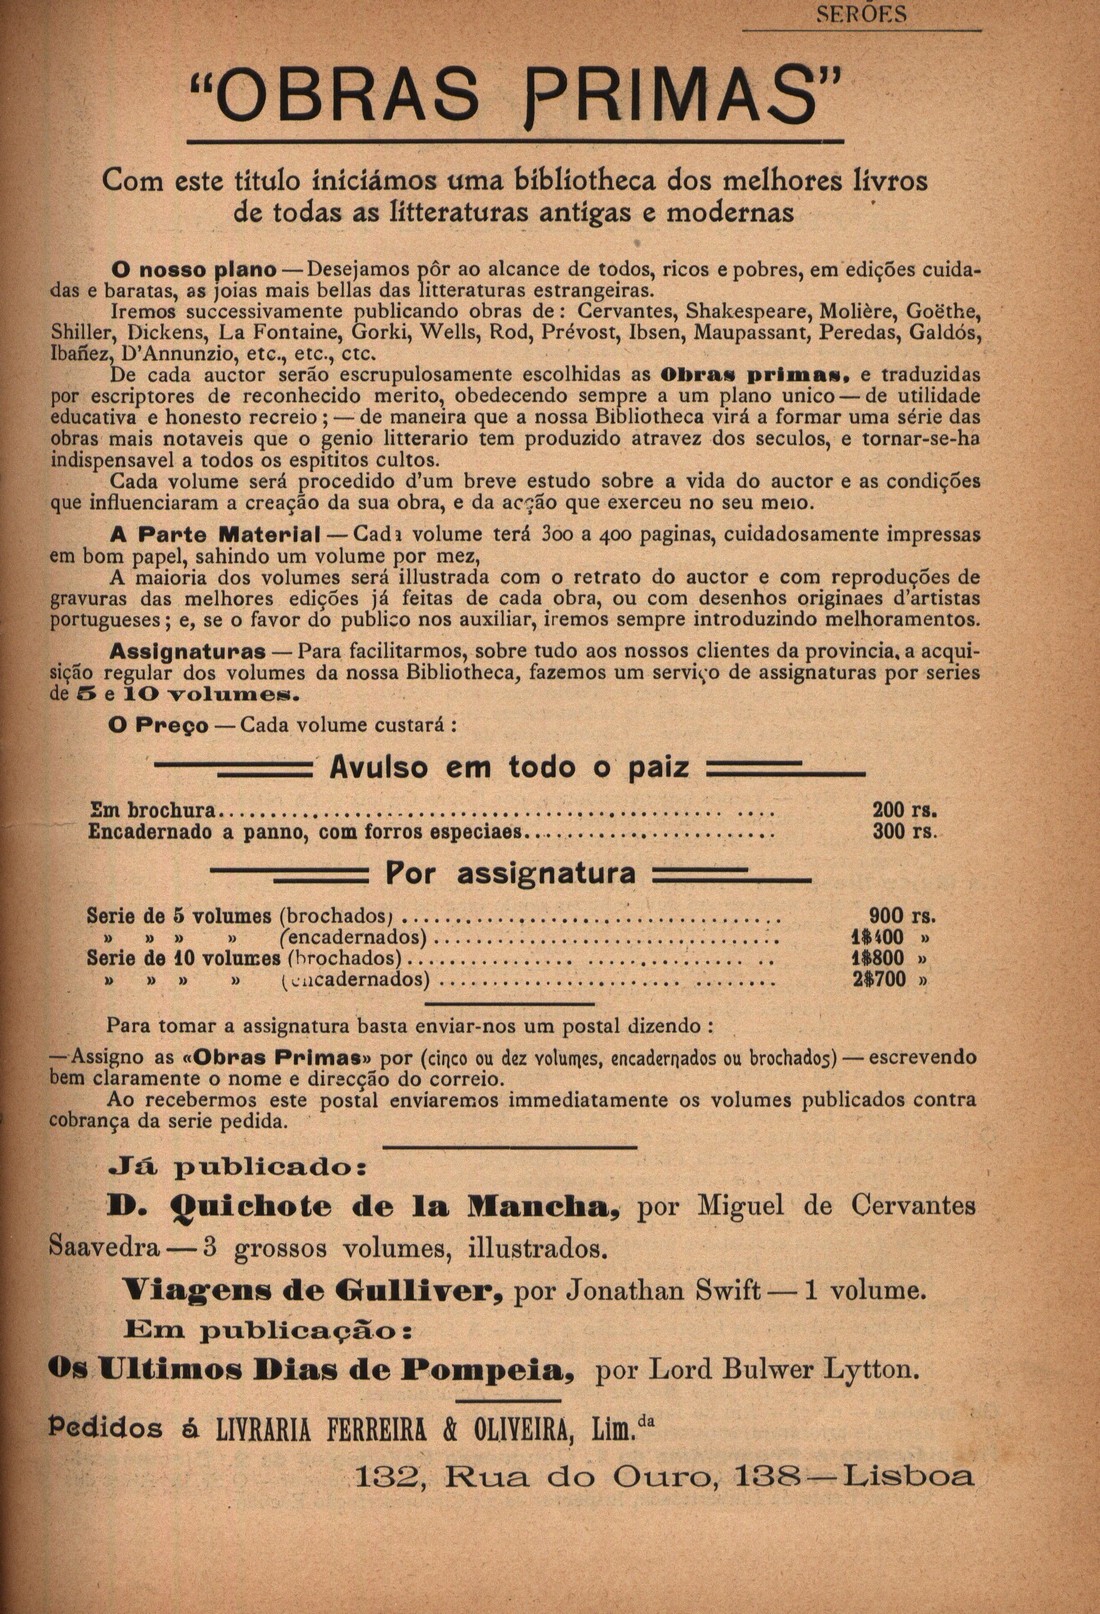 SERÕES
“OBRAS PRIMAS”
Com este titulo iniciámos uma bibliotheca dos melhores livros
de todas as litteraturas antigas e modernas
O nosso plano — Desejamos pôr ao alcance de todos, ricos e pobres, em edições cuida-
das e baratas, as joias mais bellas das litteraturas estrangeiras.
Iremos successivamente publicando obras de: Cervantes, Shakespeare, Molière, Goëthe,
Shiller, Dickens, La Fontaine, Gorki, Wells, Rod, Prévost, Ibsen, Maupassant, Peredas, Galdós,
Ibañez, D'Annunzio, etc., etc., ctc.
De cada auctor serão escrupulosamente escolhidas as Obras primas, e traduzidas
por escriptores de reconhecido merito, obedecendo sempre a um plano unico — de utilidade
educativa e honesto recreio; — de maneira que a nossa Bibliotheca virá a formar uma série das
obras mais notaveis que o genio litterario tem produzido atravez dos seculos, e tornar-se-ha
indispensavel a todos os espititos cultos.
Cada volume será procedido d'um breve estudo sobre a vida do auctor e as condições
que influenciaram a creação da sua obra, e da acção que exerceu no seu meio.
A Parte Material — Cada volume terá 300 a 400 paginas, cuidadosamente impressas
em bom papel, sahindo um volume por mez,
A maioria dos volumes será illustrada com o retrato do auctor e com reproduções de
gravuras das melhores edições já feitas de cada obra, ou com desenhos originaes d'artistas
portugueses; e, se o favor do publico nos auxiliar, iremos sempre introduzindo melhoramentos.
Assignaturas — Para facilitarmos, sobre tudo aos nossos clientes da provincia, a acqui-
sição regular dos volumes da nossa Bibliotheca, fazemos um serviço de assignaturas por series
de 5 e 10 volumes.
O Preço — Cada volume custará:
Avulso em todo o paiz
Em brochura.................................................... 200 rs.
Encadernado a panno, com forros especiaes........................ 300 rs.
Por assignatura
Serie de 5 volumes (brochados) .................................... 900 rs.
» » » » (encadernados) ................................. 1$400 »
Serie de 10 volumes (brochados) ................................... 1$800 »
» » » » (encadernados) ................................ 2$700 »
Para tomar a assignatura basta enviar-nos um postal dizendo:
— Assigno as «Obras Primas» por (cinco ou dez volumes, encadernados ou brochados) — escrevendo
bem claramente o nome e direcção do correio.
Ao recebermos este postal enviaremos immediatamente os volumes publicados contra
cobrança da serie pedida.
Já publicado:
D. Quichote de la Mancha, por Miguel de Cervantes
Saavedra — 3 grossos volumes, illustrados.
Viagens de Gulliver, por Jonathan Swift — 1 volume.
Em publicação:
Os Ultimos Dias de Pompeia, por Lord Bulwer Lytton.
Pedidos á LIVRARIA FERREIRA & OLIVEIRA, Lim.da
132, Rua do Ouro, 138 — Lisboa